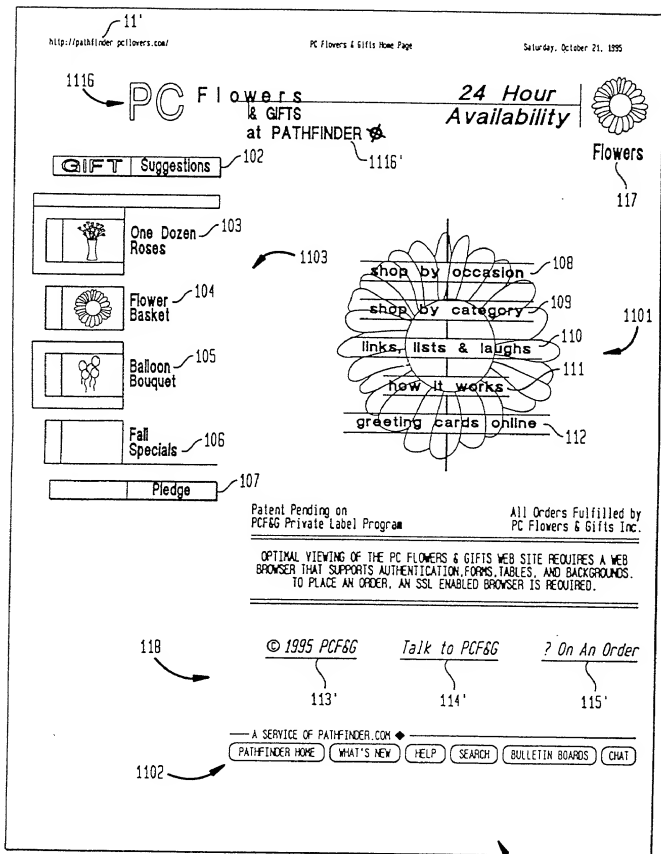 11'
http://pathfinder pcflovers.com/ PC Flovers & Gifts Home Page Saturday, October 21, 1995
1116 PC Flowers 24 Hour
& GIFTS Availability
at PATHFINDER
1116'
Flowers
117
GIFT Suggestions 102
One Dozen 103
Roses
1103
Flower 104
Basket
Balloon 105
Bouquet
Fall
Specials 106
Pledge 107
shop by occasion 108
shop by category 109
links, lists & laughs 110
1101
how it works 111
greeting cards online 112
Patent Pending on All Orders Fulfilled by
PCF&G Private Label Program PC Flowers & Gifts Inc.
OPTIMAL VIEWING OF THE PC FLOWERS & GIFTS WEB SITE REQUIRES A WEB
BROWSER THAT SUPPORTS AUTHENTICATION,FORMS,TABLES, AND BACKGROUNDS.
TO PLACE AN ORDER, AN SSL ENABLED BROWSER IS REQUIRED.
118 © 1995 PCF&G Talk to PCF&G ? On An Order
113' 114' 115'
A SERVICE OF PATHFINDER.COM
1102 PATHFINDER HOME WHAT'S NEW HELP SEARCH BULLETIN BOARDS CHAT